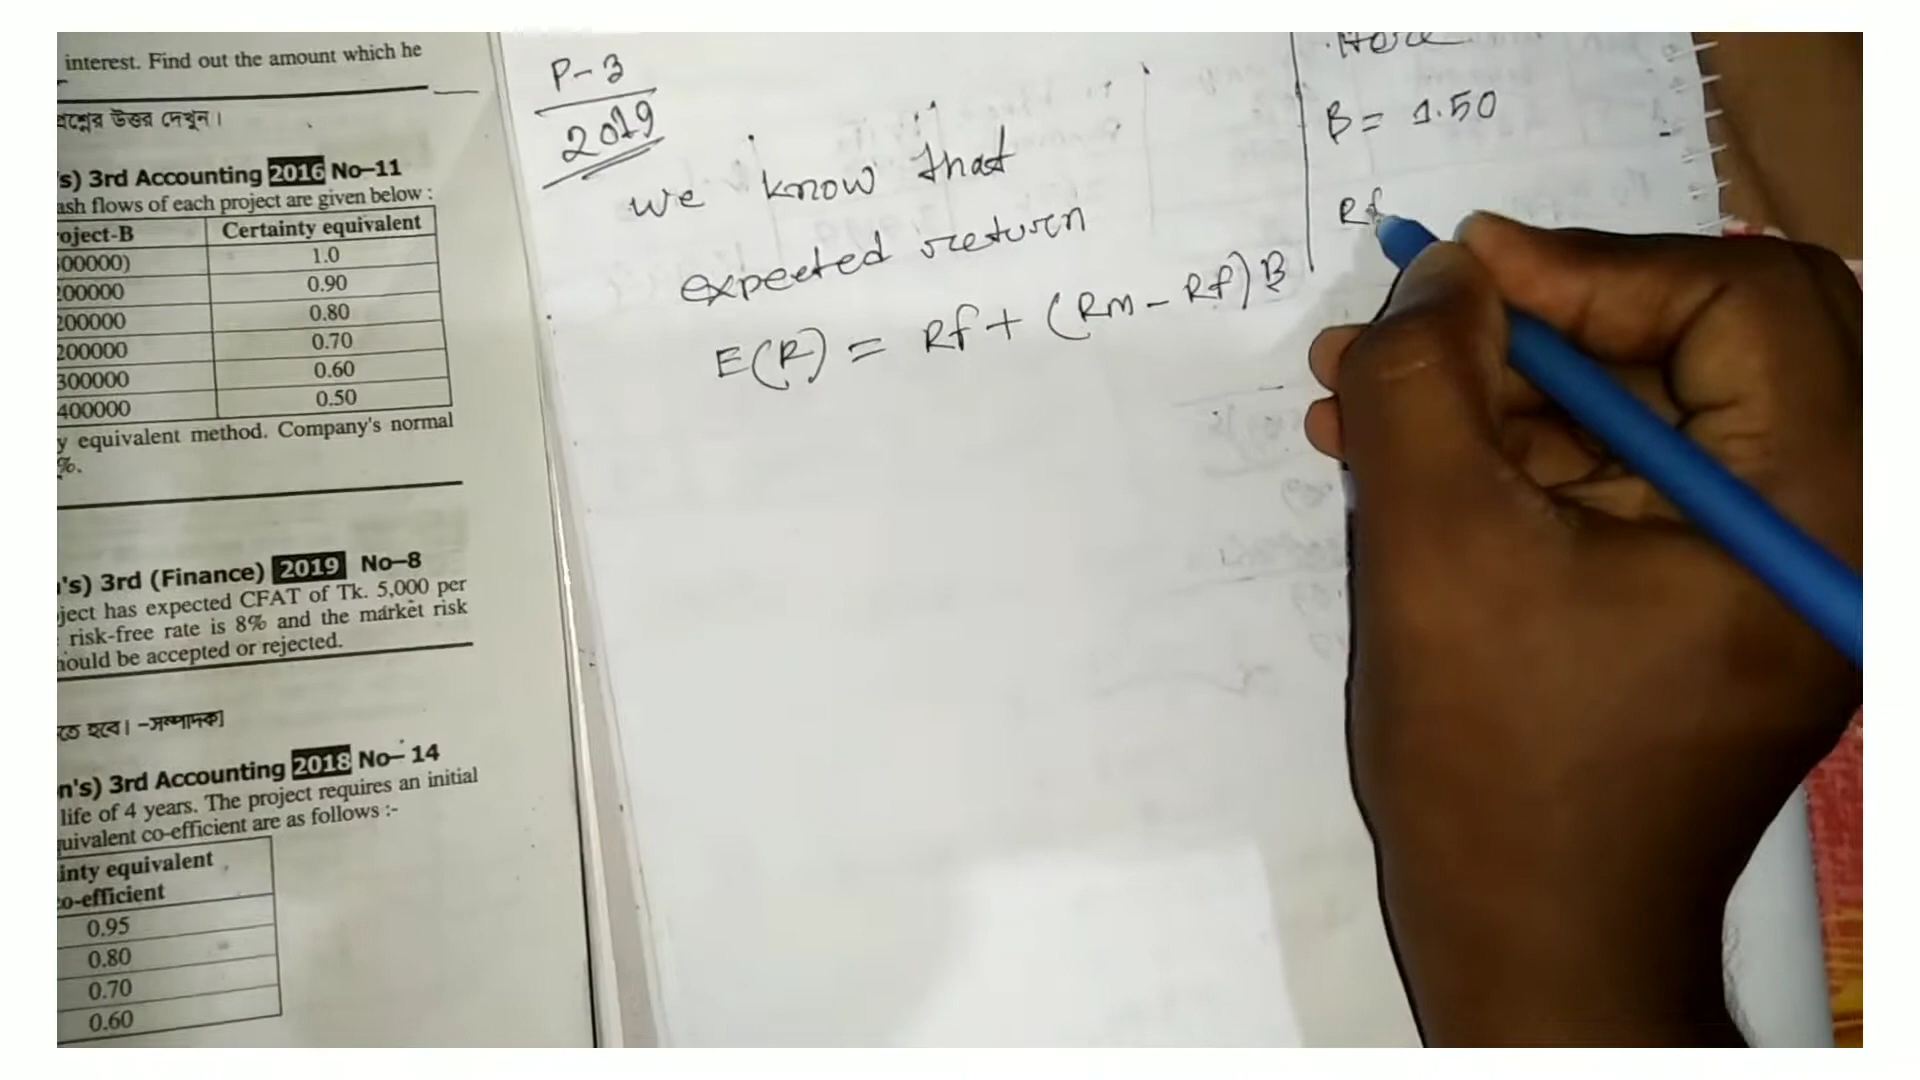 interest. Find out the amount which he
প্রশ্নের উত্তর দেখুন।
's) 3rd Accounting 2016 No–11
ash flows of each project are given below :
oject-B Certainty equivalent
00000) 1.0
200000 0.90
200000 0.80
200000 0.70
300000 0.60
400000 0.50
y equivalent method. Company's normal
%.
's) 3rd (Finance) 2019 No–8
ject has expected CFAT of Tk. 5,000 per
risk-free rate is 8% and the market risk
hould be accepted or rejected.
তে হবে। –সম্পাদক]
n's) 3rd Accounting 2018 No– 14
life of 4 years. The project requires an initial
quivalent co-efficient are as follows :-
inty equivalent
co-efficient
0.95
0.80
0.70
0.60
P-3
2019
we know that
expected return
E(R) = Rf + (Rm - Rf) B
B = 1.50
Rf